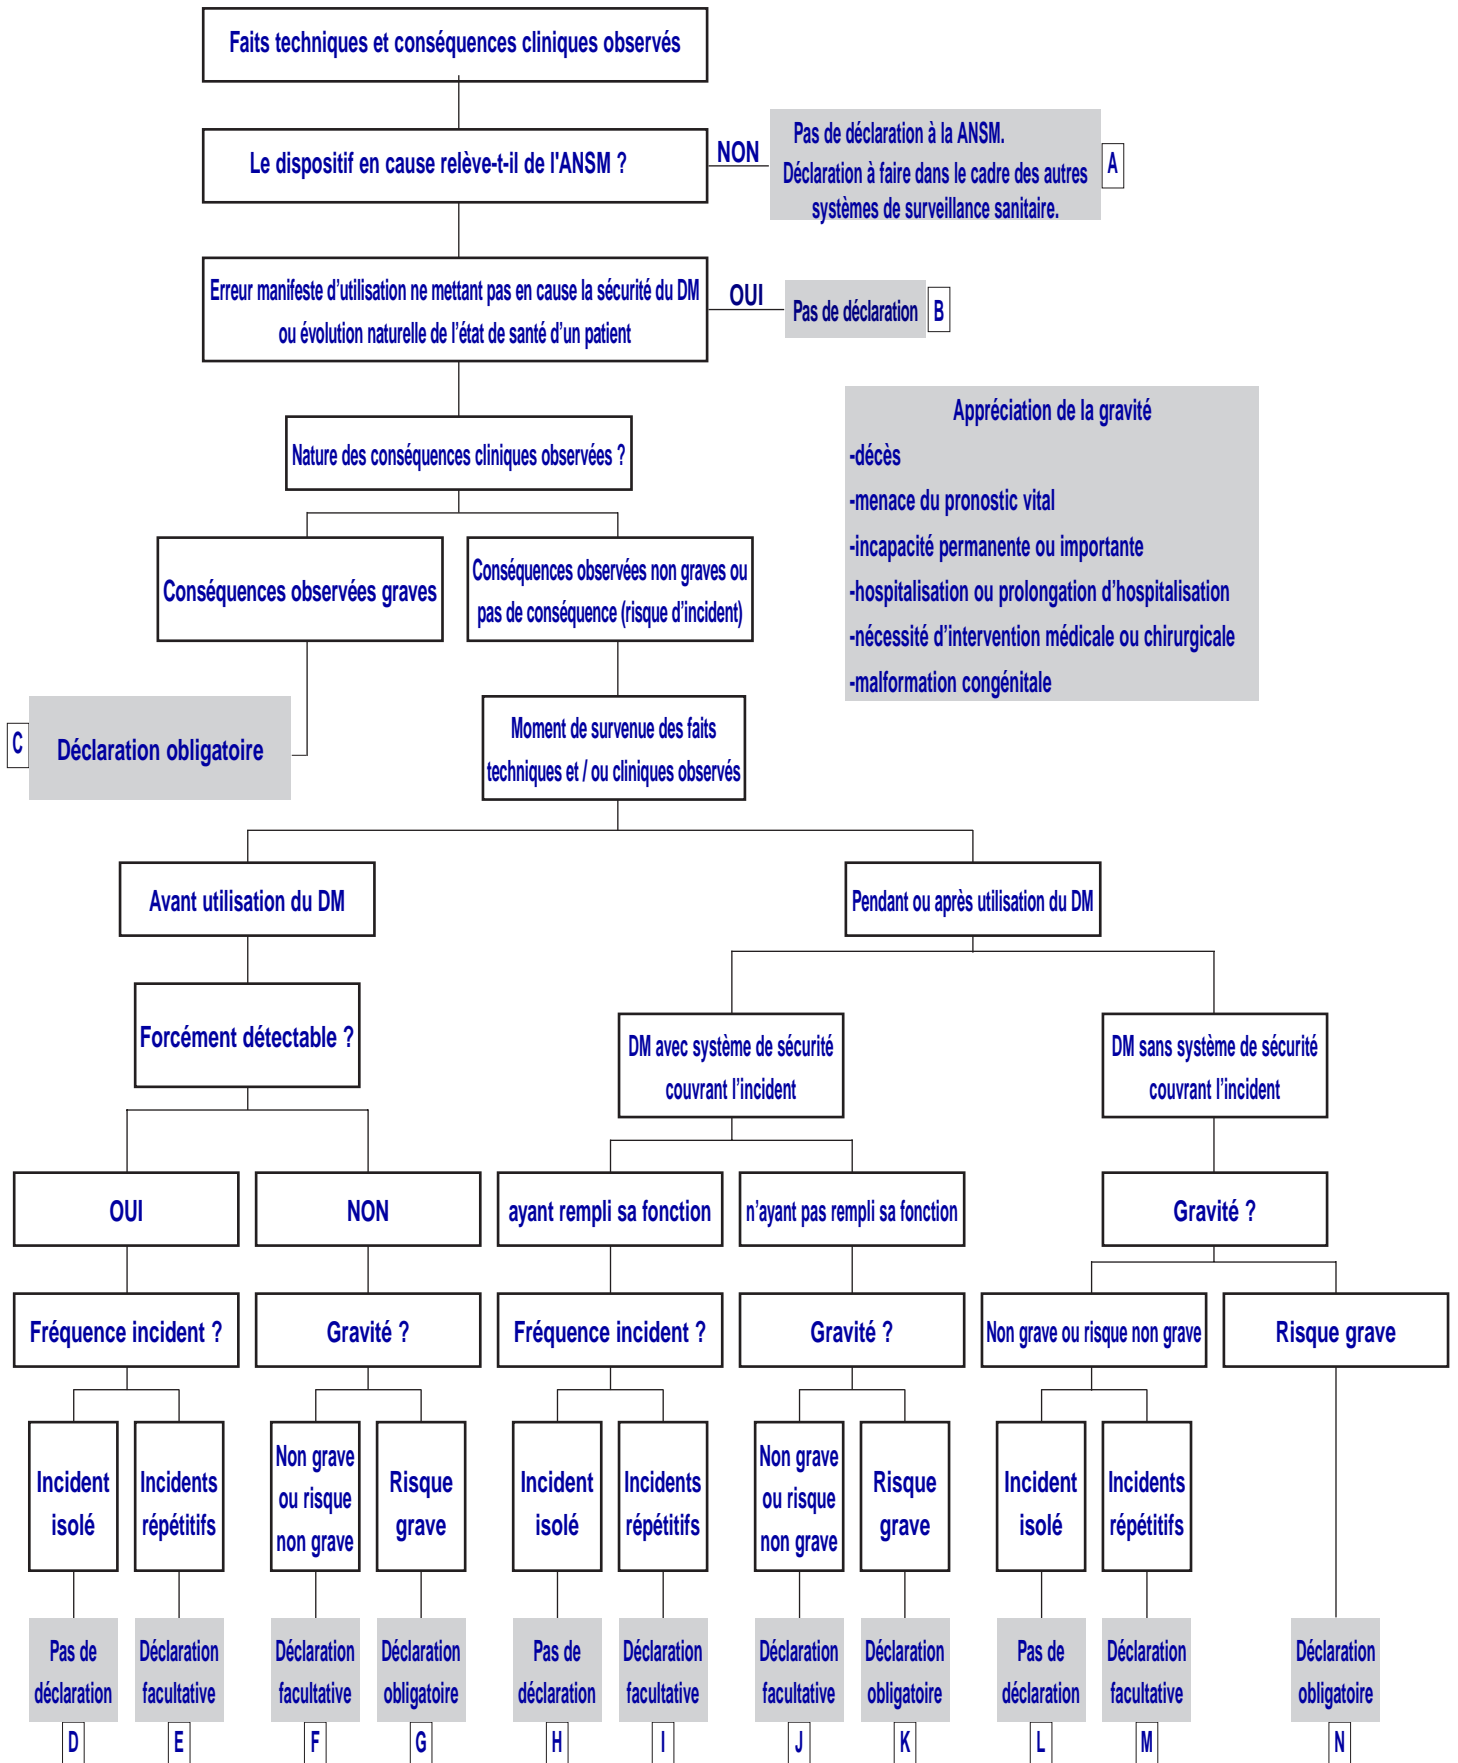 Faits techniques et conséquences cliniques observés
Le dispositif en cause relève-t-il de l'ANSM ?
NON
Pas de déclaration à la ANSM.
Déclaration à faire dans le cadre des autres
systèmes de surveillance sanitaire.
A
Erreur manifeste d’utilisation ne mettant pas en cause la sécurité du DM
ou évolution naturelle de l’état de santé d’un patient
OUI
Pas de déclaration
B
Nature des conséquences cliniques observées ?
Appréciation de la gravité
-décès
-menace du pronostic vital
-incapacité permanente ou importante
-hospitalisation ou prolongation d’hospitalisation
-nécessité d’intervention médicale ou chirurgicale
-malformation congénitale
Conséquences observées graves
Conséquences observées non graves ou
pas de conséquence (risque d’incident)
C
Déclaration obligatoire
Moment de survenue des faits
techniques et / ou cliniques observés
Avant utilisation du DM
Pendant ou après utilisation du DM
Forcément détectable ?
DM avec système de sécurité
couvrant l’incident
DM sans système de sécurité
couvrant l’incident
OUI
NON
ayant rempli sa fonction
n’ayant pas rempli sa fonction
Gravité ?
Fréquence incident ?
Gravité ?
Fréquence incident ?
Gravité ?
Non grave ou risque non grave
Risque grave
Incident
isolé
Incidents
répétitifs
Non grave
ou risque
non grave
Risque
grave
Incident
isolé
Incidents
répétitifs
Non grave
ou risque
non grave
Risque
grave
Incident
isolé
Incidents
répétitifs
Pas de
déclaration
Déclaration
facultative
Déclaration
facultative
Déclaration
obligatoire
Pas de
déclaration
Déclaration
facultative
Déclaration
facultative
Déclaration
obligatoire
Pas de
déclaration
Déclaration
facultative
Déclaration
obligatoire
D
E
F
G
H
I
J
K
L
M
N